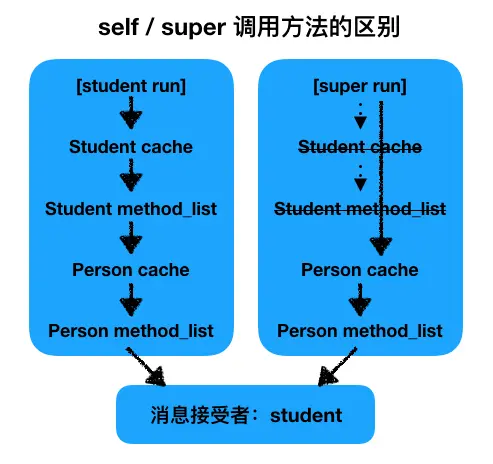 self / super 调用方法的区别
[student run]
Student cache
Student method_list
Person cache
Person method_list
[super run]
Student cache
Student method_list
Person cache
Person method_list
消息接受者：student